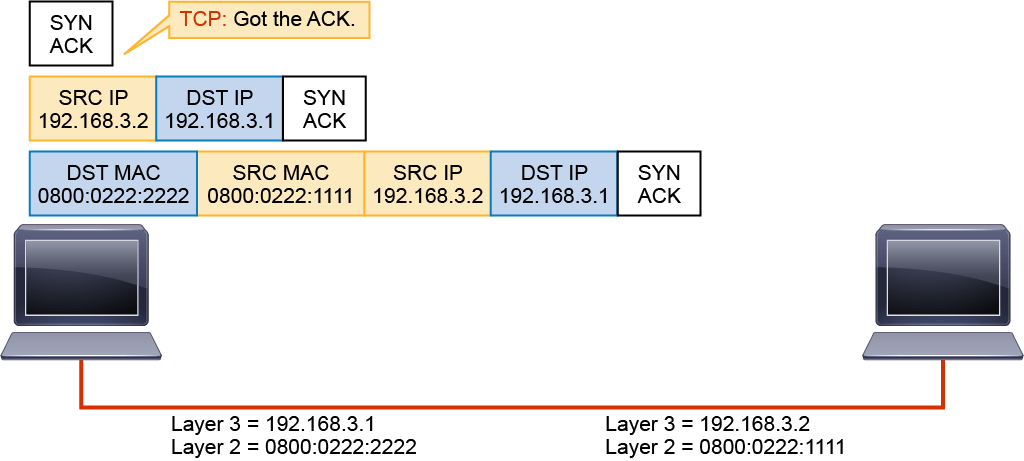 SYN
ACK
TCP: Got the ACK.
SRC IP
192.168.3.2
DST IP
192.168.3.1
SYN
ACK
DST MAC
0800:0222:2222
SRC MAC
0800:0222:1111
SRC IP
192.168.3.2
DST IP
192.168.3.1
SYN
ACK
Layer 3 = 192.168.3.1
Layer 2 = 0800:0222:2222
Layer 3 = 192.168.3.2
Layer 2 = 0800:0222:1111